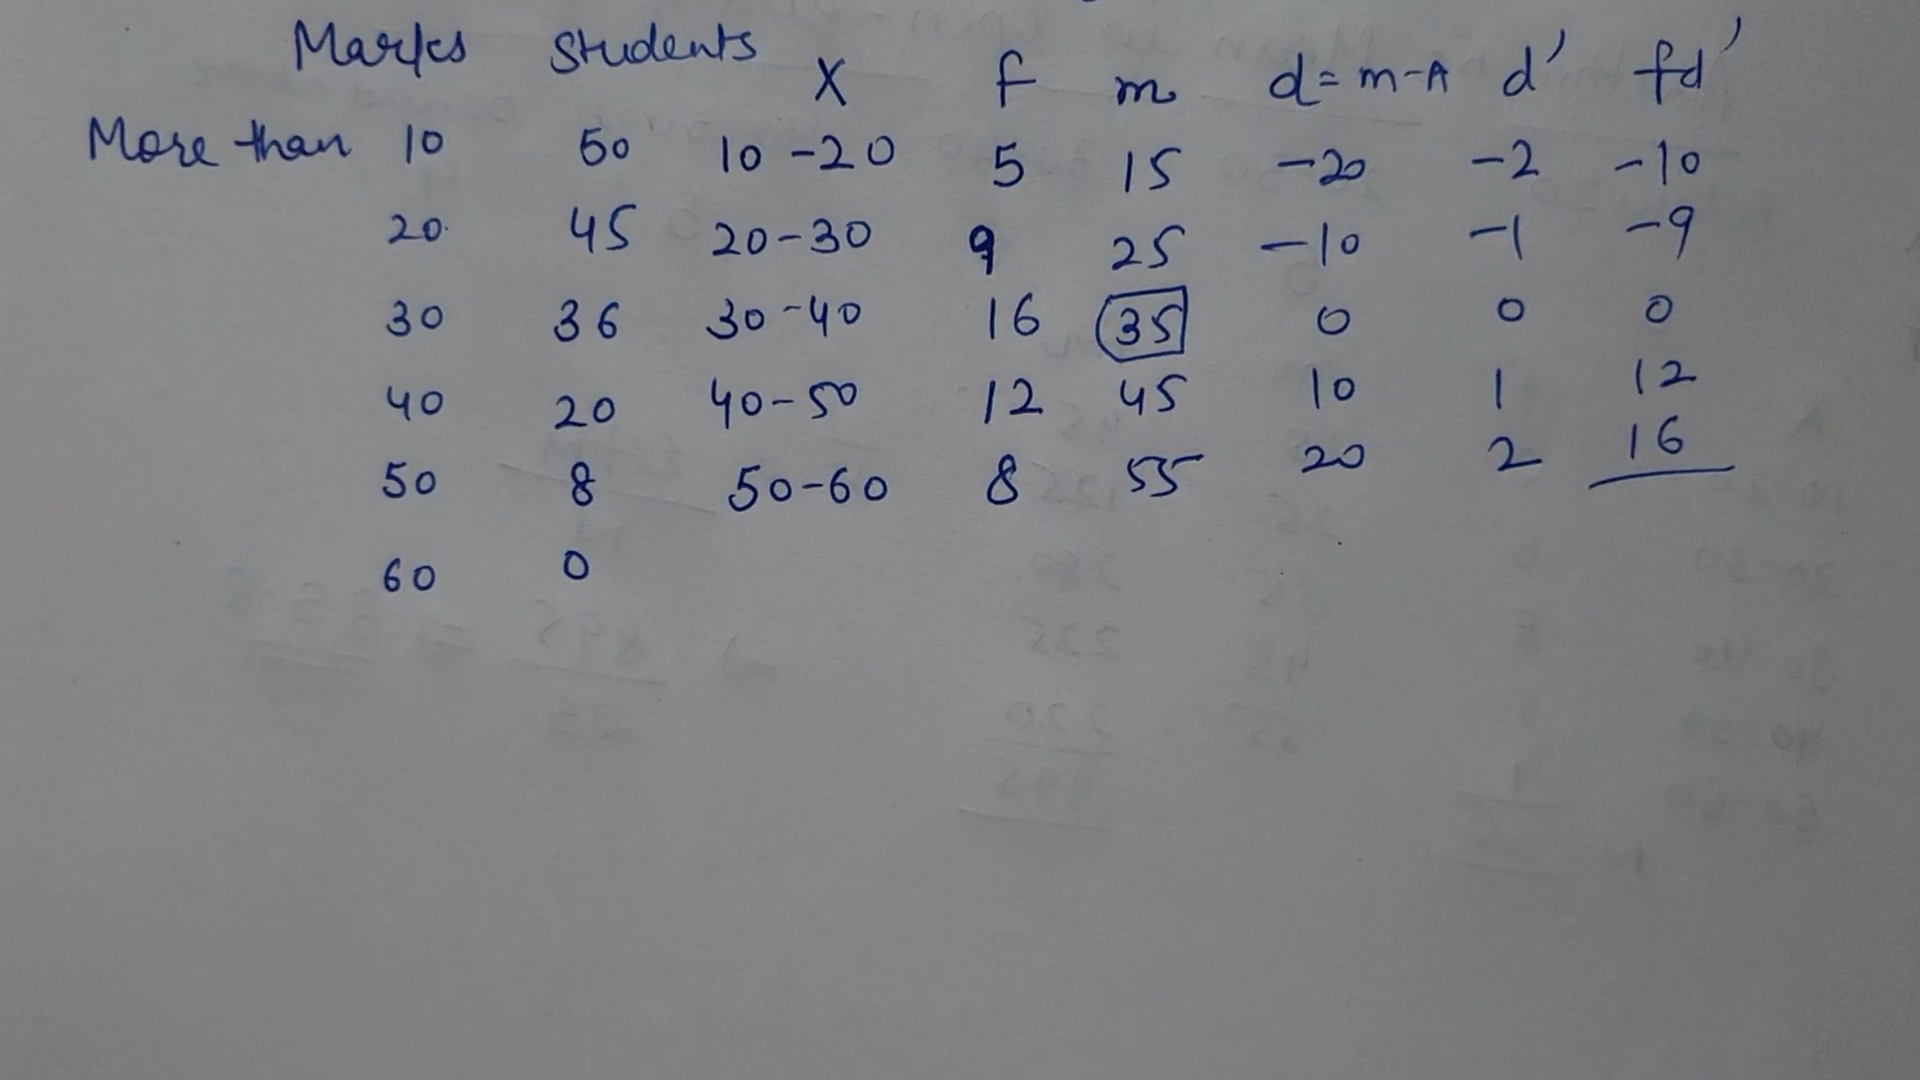 Marks Students X f m d = m-A d' fd'
More than 10 50 10-20 5 15 -20 -2 -10
20 45 20-30 9 25 -10 -1 -9
30 36 30-40 16 35 0 0 0
40 20 40-50 12 45 10 1 12
50 8 50-60 8 55 20 2 16
60 0